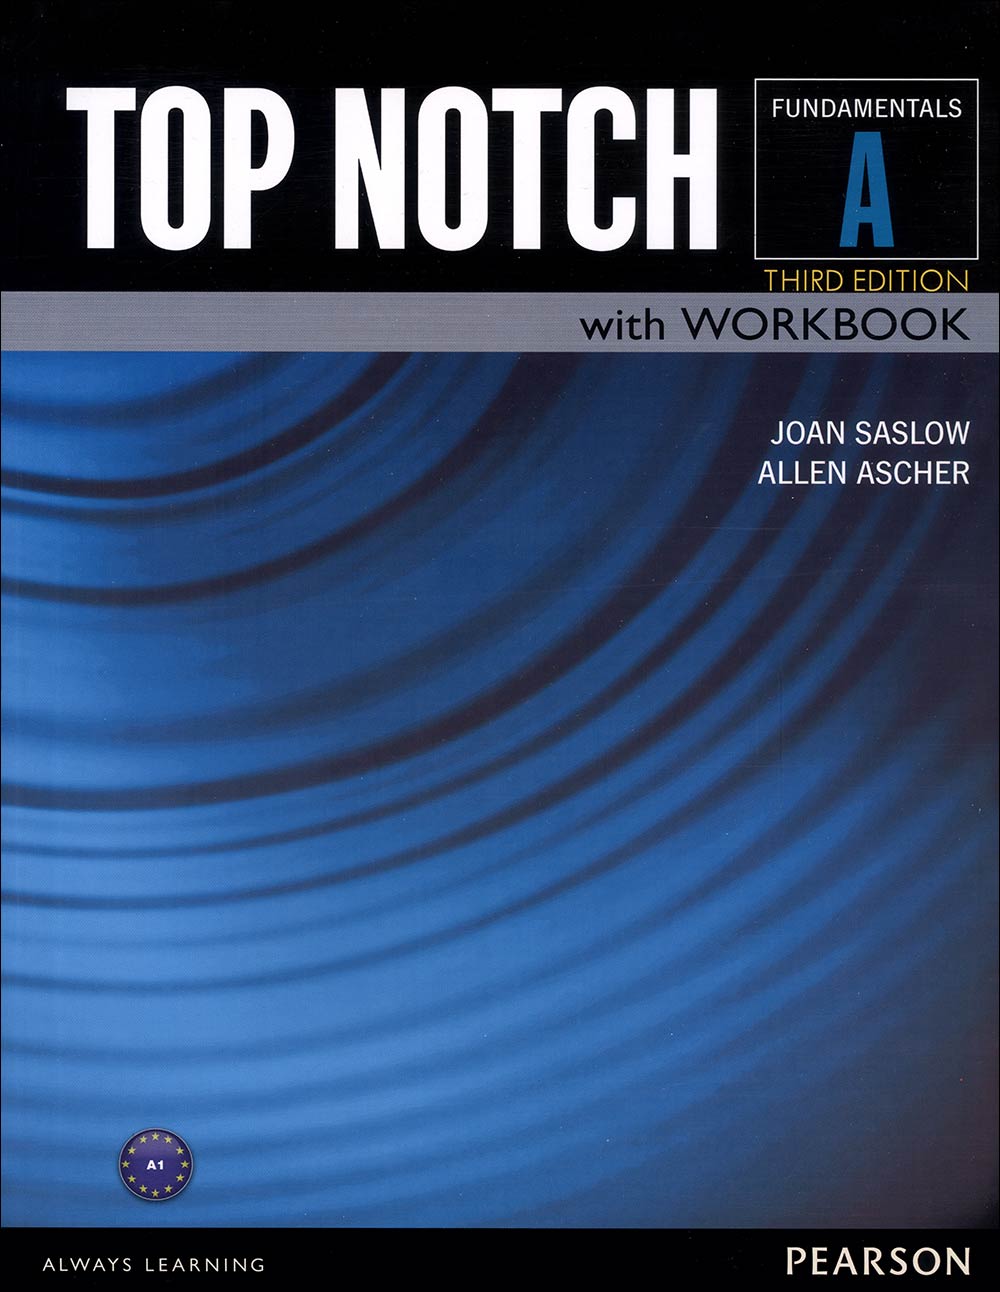 TOP NOTCH
FUNDAMENTALS
A
THIRD EDITION
with WORKBOOK
JOAN SASLOW
ALLEN ASCHER
A1
ALWAYS LEARNING
PEARSON